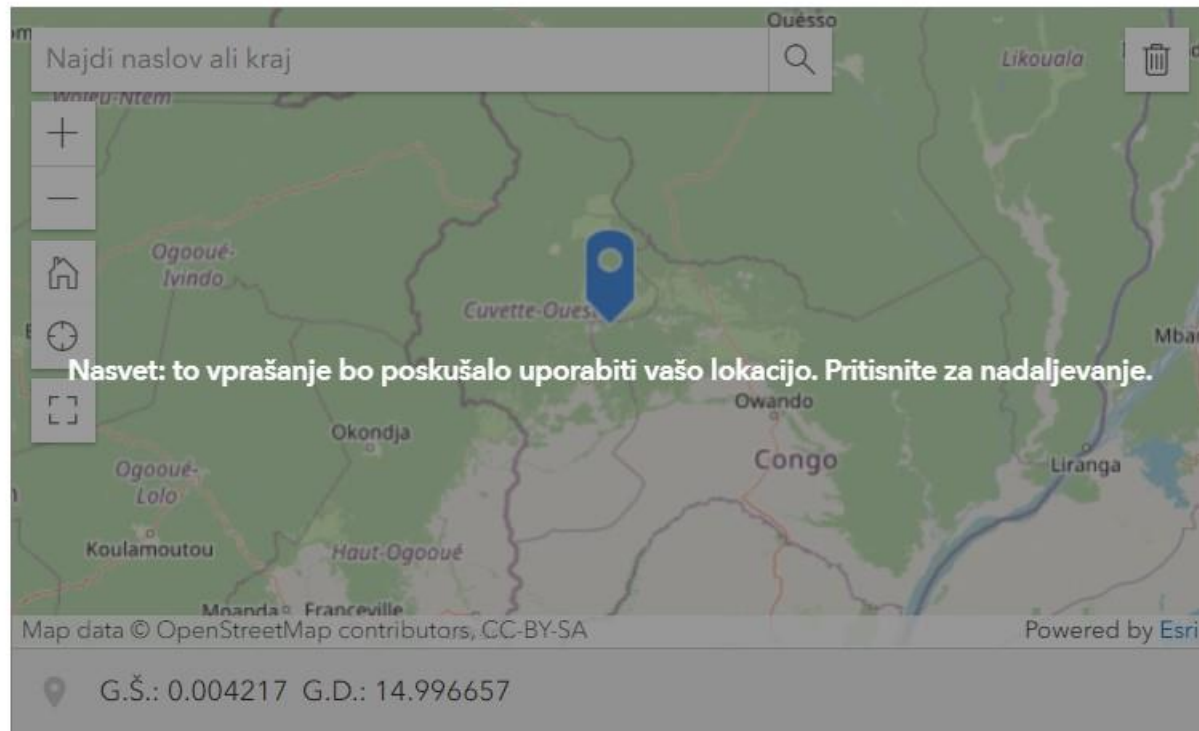 Ouésso
Najdi naslov ali kraj
Likouala
Woleu-Ntem
Ogooué-
Ivindo
Cuvette-Ouest
Nasvet: to vprašanje bo poskušalo uporabiti vašo lokacijo. Pritisnite za nadaljevanje.
Owando
Okondja
Congo
Liranga
Ogooué-
Lolo
Koulamoutou
Haut-Ogooué
Moanda
Franceville
Map data © OpenStreetMap contributors, CC-BY-SA
Powered by Esri
G.Š.: 0.004217 G.D.: 14.996657